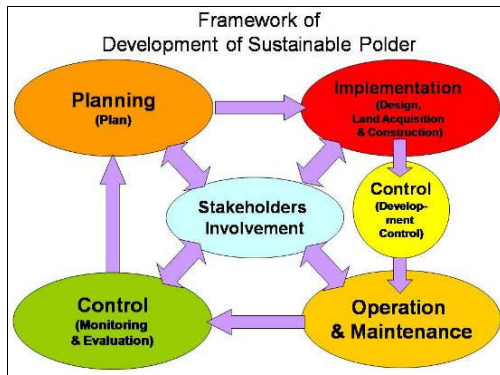 Framework of
Development of Sustainable Polder
Planning
(Plan)
Implementation
(Design,
Land Acquisition
& Construction)
Control
(Develop-
ment
Control)
Stakeholders
Involvement
Control
(Monitoring
& Evaluation)
Operation
& Maintenance